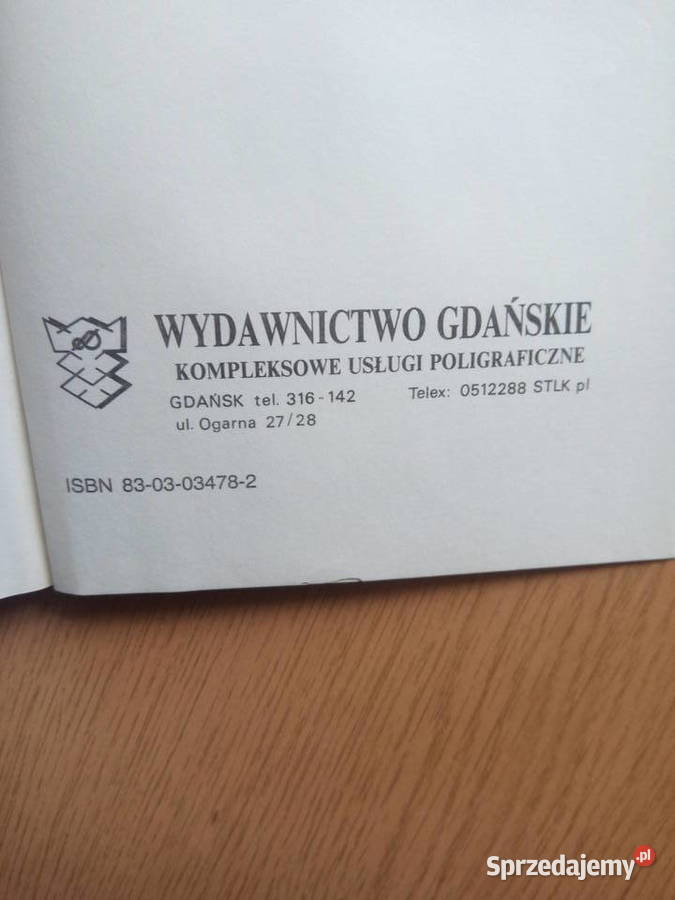 WYDAWNICTWO GDAŃSKIE
KOMPLEKSOWE USŁUGI POLIGRAFICZNE
GDAŃSK tel. 316-142 Telex: 0512288 STLK pl
ul. Ogarna 27/28
ISBN 83-03-03478-2
Sprzedajemy.pl